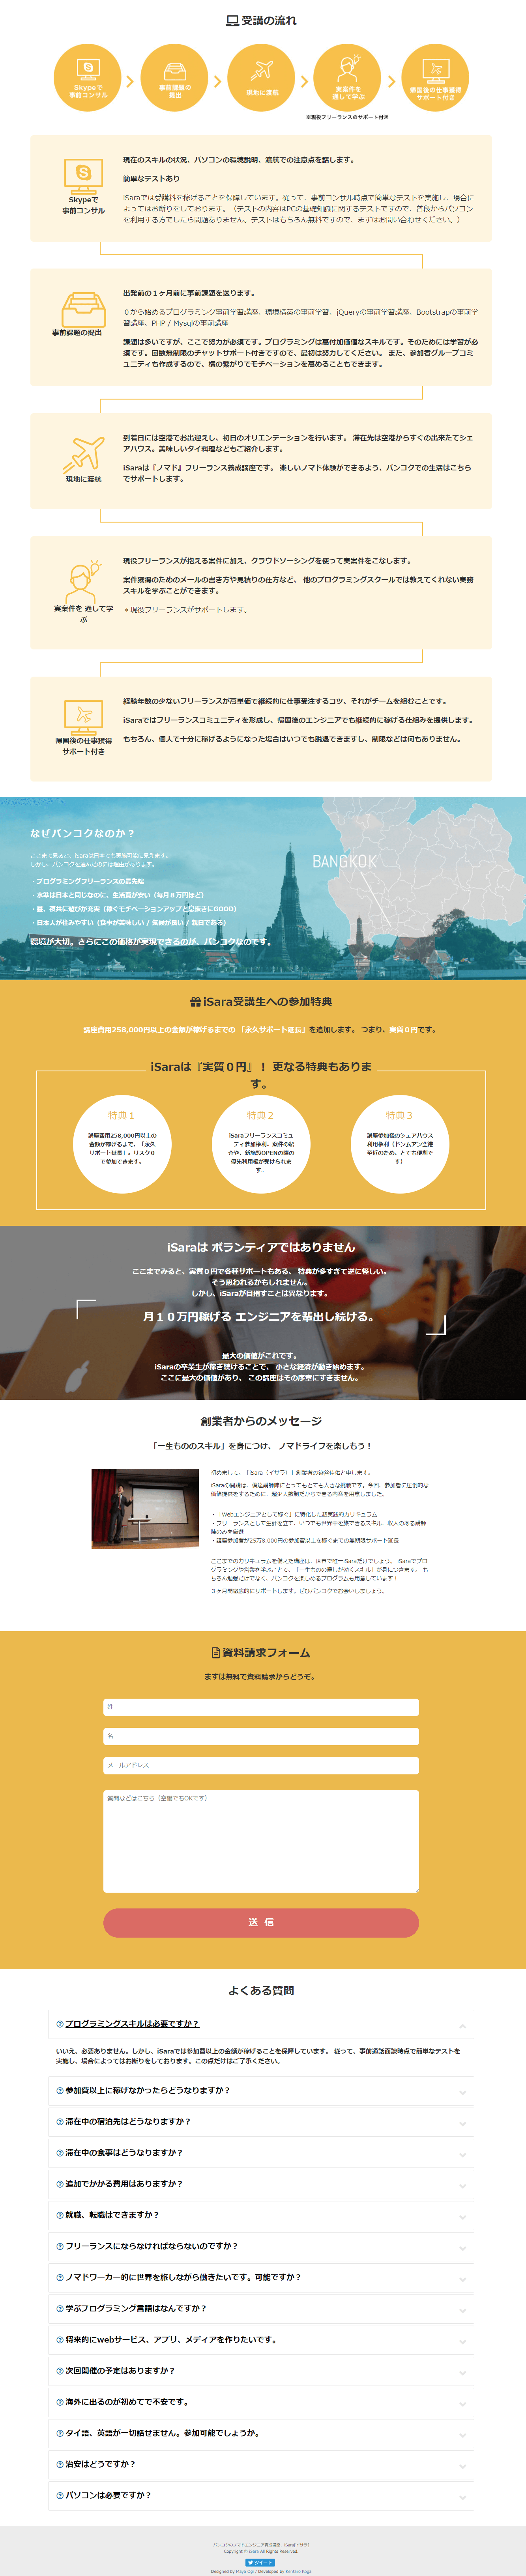 受講の流れ
Skypeで
事前コンサル
事前課題の
提出
現地に渡航
実案件を
通して学ぶ
帰国後の仕事獲得
サポート付き
※現役フリーランスのサポート付き
現在のスキルの状況、パソコンの環境説明、渡航での注意点を話します。
簡単なテストあり
iSaraでは受講料を稼げることを保障しています。従って、事前コンサル時点で簡単なテストを実施し、場合に
よってはお断りをしております。（テストの内容はPCの基礎知識に関するテストですので、普段からパソコン
を利用する方でしたら問題ありません。テストはもちろん無料ですので、まずはお問い合わせください。）
Skypeで
事前コンサル
出発前の１ヶ月前に事前課題を送ります。
０から始めるプログラミング事前学習講座、環境構築の事前学習、jQueryの事前学習講座、Bootstrapの事前学
習講座、PHP / Mysqlの事前講座
課題は多いですが、ここで努力が必須です。プログラミングは高付加価値なスキルです。そのためには学習が必
須です。回数無制限のチャットサポート付きですので、最初は努力してください。 また、参加者グループコミ
ュニティも作成するので、横の繋がりでモチベーションを高めることもできます。
事前課題の提出
到着日には空港でお出迎えし、初日のオリエンテーションを行います。 滞在先は空港からすぐの出来たてシェ
アハウス。美味しいタイ料理などもご紹介します。
iSaraは『ノマド』フリーランス養成講座です。 楽しいノマド体験ができるよう、バンコクでの生活はこちら
でサポートします。
現地に渡航
現役フリーランスが抱える案件に加え、クラウドソーシングを使って実案件をこなします。
案件獲得のためのメールの書き方や見積りの仕方など、 他のプログラミングスクールでは教えてくれない実務
スキルを学ぶことができます。
＊現役フリーランスがサポートします。
実案件を 通して学
ぶ
経験年数の少ないフリーランスが高単価で継続的に仕事受注するコツ、それがチームを組むことです。
iSaraではフリーランスコミュニティを形成し、帰国後のエンジニアでも継続的に稼げる仕組みを提供します。
もちろん、個人で十分に稼げるようになった場合はいつでも脱退できますし、制限などは何もありません。
帰国後の仕事獲得
サポート付き
なぜバンコクなのか？
ここまで見ると、iSaraは日本でも実施可能に見えます。
しかし、バンコクを選んだのには理由があります。
・プログラミングフリーランスの最先端
・水準は日本と同じなのに、生活費が安い（毎月８万円ほど）
・昼、夜共に遊びが充実（稼ぐモチベーションアップと息抜きにGOOD）
・日本人が住みやすい（食事が美味しい / 気候が良い / 親日である）
環境が大切。さらにこの価格が実現できるのが、バンコクなのです。
BANGKOK
iSara受講生への参加特典
講座費用258,000円以上の金額が稼げるまでの 「永久サポート延長」を追加します。 つまり、実質０円です。
iSaraは『実質０円』！ 更なる特典もありま
す。
特典１
講座費用258,000円以上の
金額が稼げるまで、「永久
サポート延長」。リスク０
で参加できます。
特典２
iSaraフリーランスコミュ
ニティ参加権利。案件の紹
介や、新施設OPENの際の
優先利用権が受けられま
す。
特典３
講座参加後のシェアハウス
利用権利（ドンムアン空港
至近のため、とても便利で
す）
iSaraは ボランティアではありません
ここまでみると、実質０円で各種サポートもある、 特典が多すぎて逆に怪しい。
そう思われるかもしれません。
しかし、iSaraが目指すことは異なります。
月１０万円稼げる エンジニアを輩出し続ける。
最大の価値がこれです。
iSaraの卒業生が稼ぎ続けることで、 小さな経済が動き始めます。
ここに最大の価値があり、 この講座はその序章にすぎません。
創業者からのメッセージ
「一生もののスキル」を身につけ、 ノマドライフを楽しもう！
初めまして。「iSara（イサラ）」創業者の染谷佳佑と申します。
iSaraの開講は、僕達講師陣にとってもとても大きな挑戦です。今回、参加者に圧倒的な
価値提供をするために、超少人数制だからできる内容を用意しました。
・「Webエンジニアとして稼ぐ」に特化した超実践的カリキュラム
・フリーランスとして生計を立て、いつでも世界中を旅できるスキル、収入のある講師
陣のみを厳選
・講座参加者が25万8,000円の参加費以上を稼ぐまでの無期限サポート延長
ここまでのカリキュラムを備えた講座は、世界で唯一iSaraだけでしょう。 iSaraでプロ
グラミングや営業を学ぶことで、「一生ものの潰しが効くスキル」が身につきます。 も
ちろん勉強だけでなく、バンコクを楽しめるプログラムも用意しています！
３ヶ月間徹底的にサポートします。ぜひバンコクでお会いしましょう。
資料請求フォーム
まずは無料で資料請求からどうぞ。
姓
名
メールアドレス
質問などはこちら（空欄でもOKです）
送 信
よくある質問
プログラミングスキルは必要ですか？
いいえ、必要ありません。しかし、iSaraでは参加費以上の金額が稼けることを保障しています。 従って、事前通活面談時点で簡単なテストを
実施し、場合によってはお断りをしております。この点だけはご了承ください。
参加費以上に稼げなかったらどうなりますか？
滞在中の宿泊先はどうなりますか？
滞在中の食事はどうなりますか？
追加でかかる費用はありますか？
就職、転職はできますか？
フリーランスにならなければならないのですか？
ノマドワーカー的に世界を旅しながら働きたいです。可能ですか？
学ぶプログラミング言語はなんですか？
将来的にwebサービス、アプリ、メディアを作りたいです。
次回開催の予定はありますか？
海外に出るのが初めてで不安です。
タイ語、英語が一切話せません。参加可能でしょうか。
治安はどうですか？
パソコンは必要ですか？
バンコクのノマドエンジニア育成講座、iSara[イサラ]
Copyright © iSara All Rights Reserved.
ツイート
Designed by Maya Ogi / Developed by Kentaro Koga